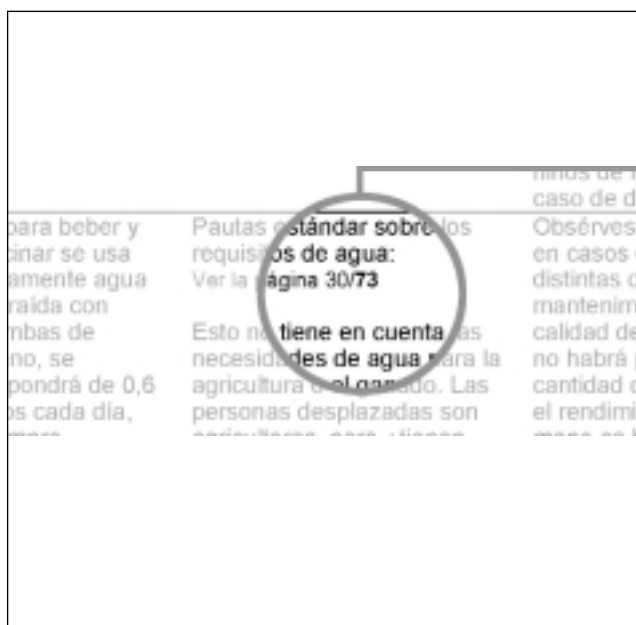 para beber y
cinar se usa
amente agua
raída con
mbas de
no, se
pondrá de 0,6
os cada día,
Pautas estándar sobre los
requisitos de agua:
Ver la página 30/73
Esto no tiene en cuenta las
necesidades de agua para la
agricultura o el ganado. Las
personas desplazadas son
agricultores, pero ¿tienen
niños de
caso de d
Obsérves
en casos
distintas
mantenim
calidad de
no habrá
cantidad
el rendimi